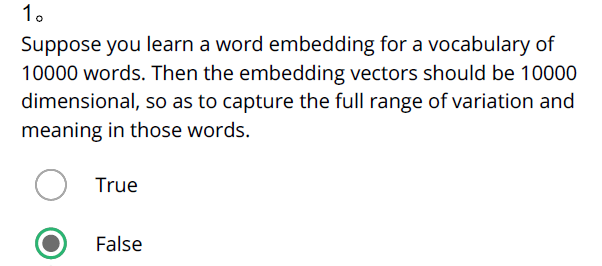 1。
Suppose you learn a word embedding for a vocabulary of
10000 words. Then the embedding vectors should be 10000
dimensional, so as to capture the full range of variation and
meaning in those words.
True
False